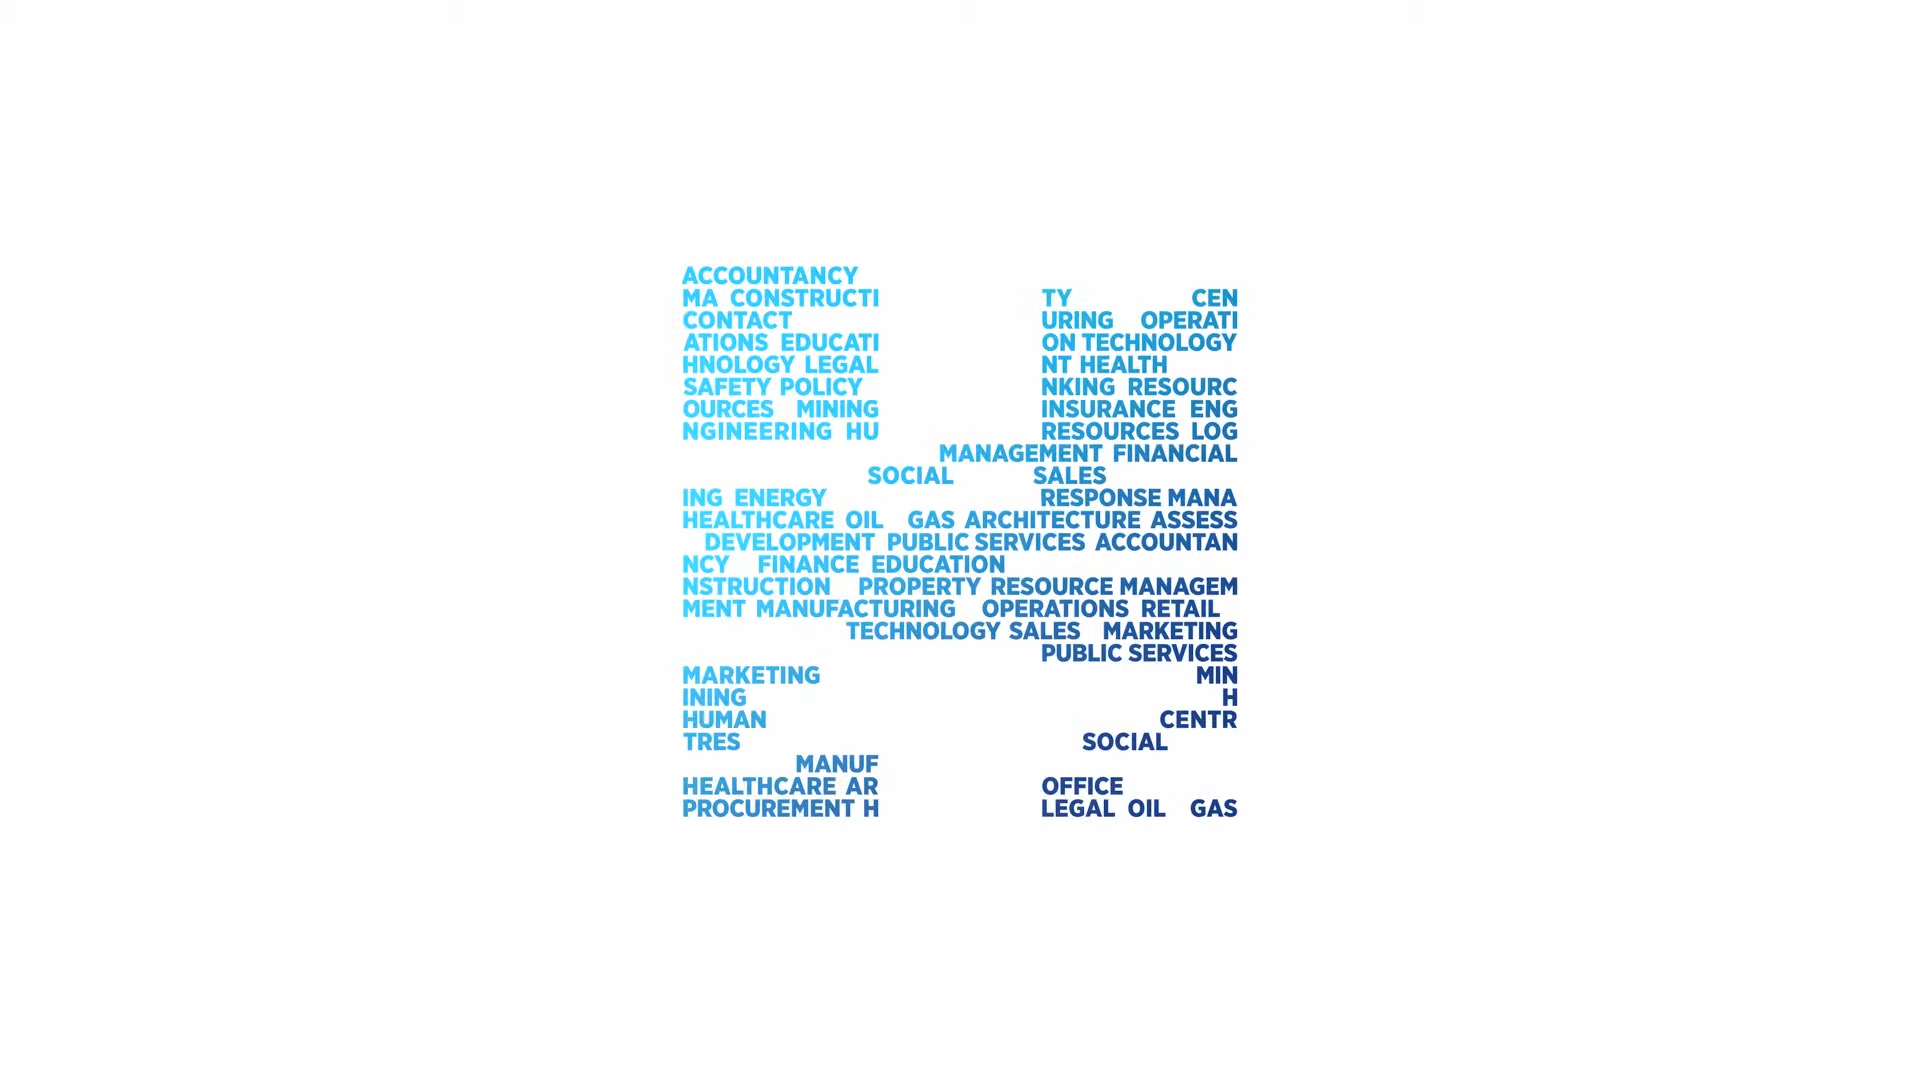 ACCOUNTANCY
MA CONSTRUCTI TY CEN
CONTACT URING OPERATI
ATIONS EDUCATI ON TECHNOLOGY
HNOLOGY LEGAL NT HEALTH
SAFETY POLICY NKING RESOURC
OURCES MINING INSURANCE ENG
NGINEERING HU RESOURCES LOG
MANAGEMENT FINANCIAL
SOCIAL SALES
ING ENERGY RESPONSE MANA
HEALTHCARE OIL GAS ARCHITECTURE ASSESS
DEVELOPMENT PUBLIC SERVICES ACCOUNTAN
NCY FINANCE EDUCATION
NSTRUCTION PROPERTY RESOURCE MANAGEM
MENT MANUFACTURING OPERATIONS RETAIL
TECHNOLOGY SALES MARKETING
PUBLIC SERVICES
MARKETING MIN
INING H
HUMAN CENTR
TRES SOCIAL
MANUF
HEALTHCARE AR OFFICE
PROCUREMENT H LEGAL OIL GAS